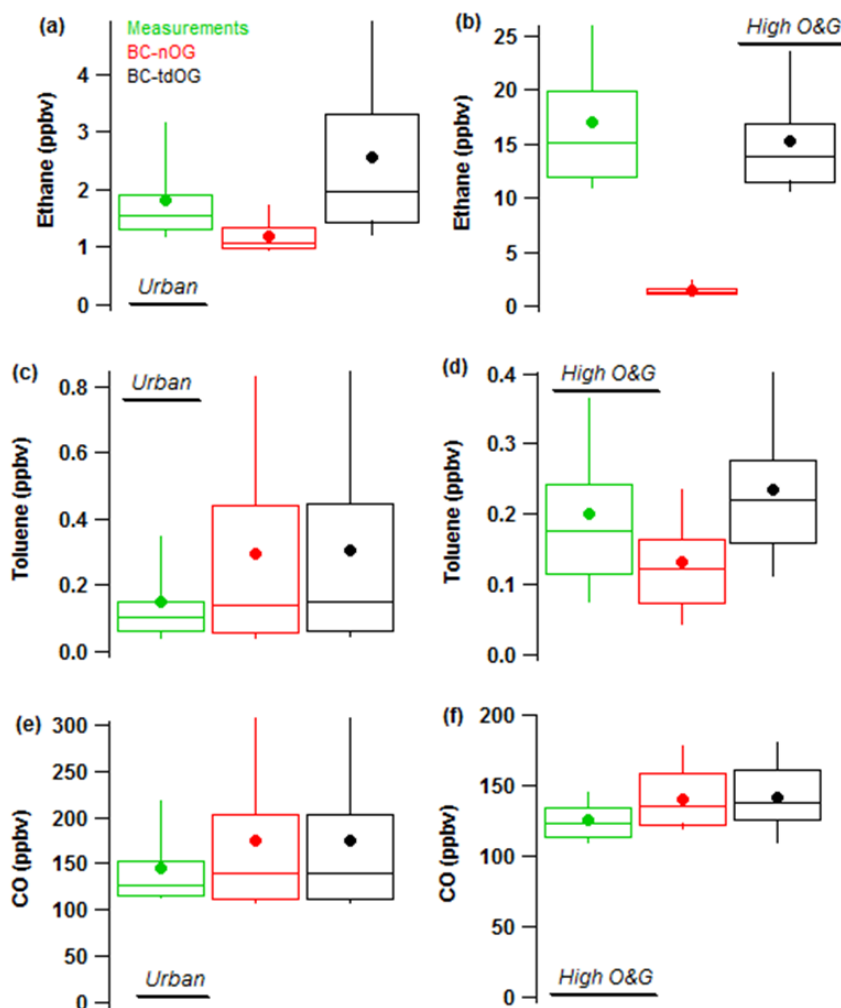 (a)
Measurements
BC-nOG
BC-tdOG
Ethane (ppbv)
4
3
2
1
0
Urban
(b)
High O&G
Ethane (ppbv)
25
20
15
10
5
0
(c)
Urban
Toluene (ppbv)
0.8
0.6
0.4
0.2
0.0
(d)
High O&G
Toluene (ppbv)
0.4
0.3
0.2
0.1
0.0
(e)
CO (ppbv)
300
250
200
150
100
50
0
Urban
(f)
CO (ppbv)
200
150
100
50
0
High O&G